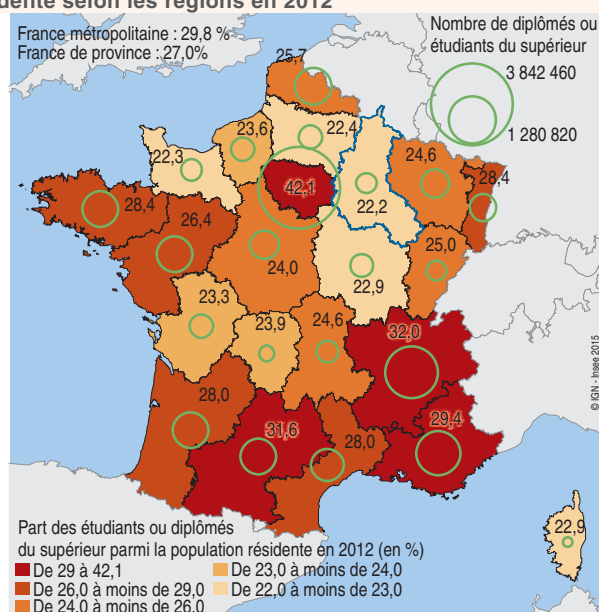 dente selon les régions en 2012
France métropolitaine : 29,8 %
France de province : 27,0%
Nombre de diplômés ou
étudiants du supérieur
3 842 460
1 280 820
25,7
23,6
22,4
22,3
24,6
28,4
42,1
22,2
28,4
26,4
25,0
24,0
22,9
23,3
23,9
24,6
32,0
28,0
29,4
31,6
28,0
22,9
© IGN - Insee 2015
Part des étudiants ou diplômés
du supérieur parmi la population résidente en 2012 (en %)
De 29 à 42,1
De 26,0 à moins de 29,0
De 24,0 à moins de 26,0
De 23,0 à moins de 24,0
De 22,0 à moins de 23,0